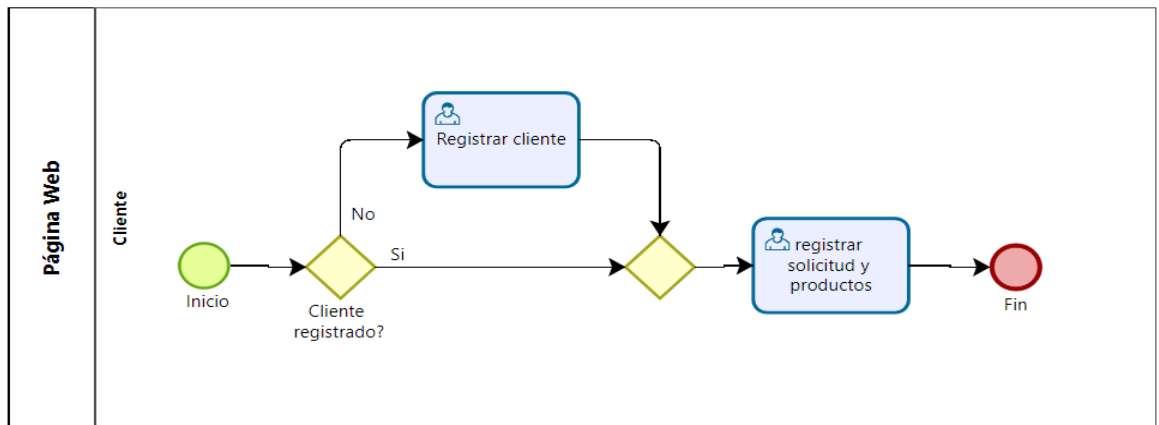 Página Web
Cliente
Registrar cliente
No
Si
registrar
solicitud y
productos
Inicio
Cliente
registrado?
Fin